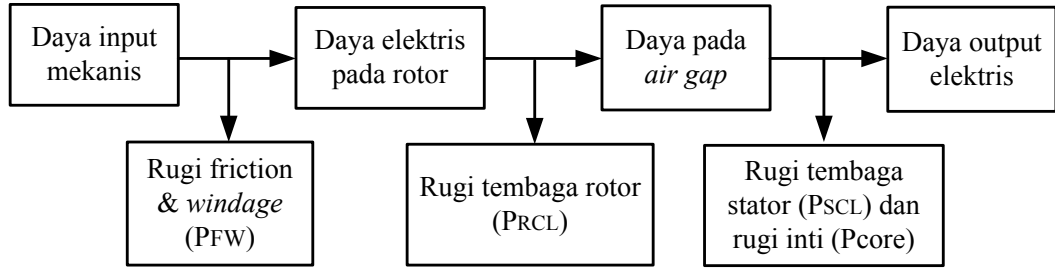 Daya input
mekanis
Daya elektris
pada rotor
Daya pada
air gap
Daya output
elektris
Rugi friction
& windage
(PFW)
Rugi tembaga rotor
(PRCL)
Rugi tembaga
stator (PSCL) dan
rugi inti (Pcore)